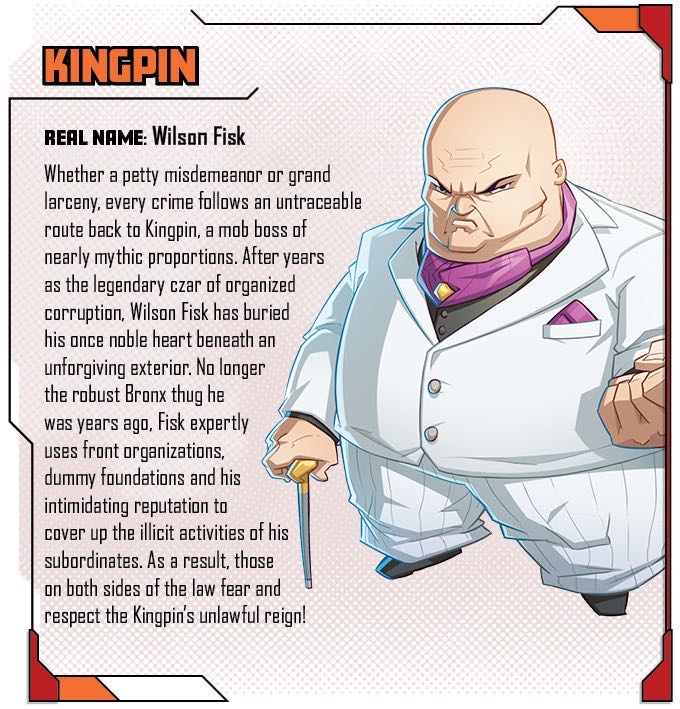 KINGPIN
REAL NAME: Wilson Fisk
Whether a petty misdemeanor or grand
larceny, every crime follows an untraceable
route back to Kingpin, a mob boss of
nearly mythic proportions. After years
as the legendary czar of organized
corruption, Wilson Fisk has buried
his once noble heart beneath an
unforgiving exterior. No longer
the robust Bronx thug he
was years ago, Fisk expertly
uses front organizations,
dummy foundations and his
intimidating reputation to
cover up the illicit activities of his
subordinates. As a result, those
on both sides of the law fear and
respect the Kingpin's unlawful reign!